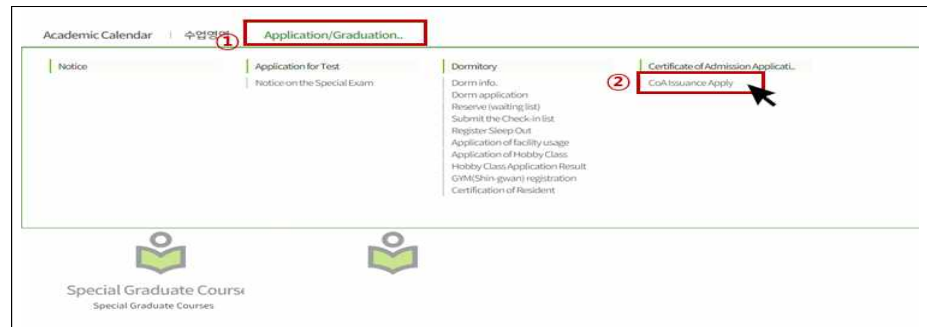 Academic Calendar 수업영역 ① Application/Graduation..
Notice
Application for Test
Notice on the Special Exam
Dormitory
Dorm info.
Dorm application
Reserve (waiting list)
Submit the Check-in list
Register Sleep Out
Application of facility usage
Application of Hobby Class
Hobby Class Application Result
GYM(Shin-gwan) registration
Certification of Resident
Certificate of Admission Applicati..
② CoA Issuance Apply
Special Graduate Course
Special Graduate Courses